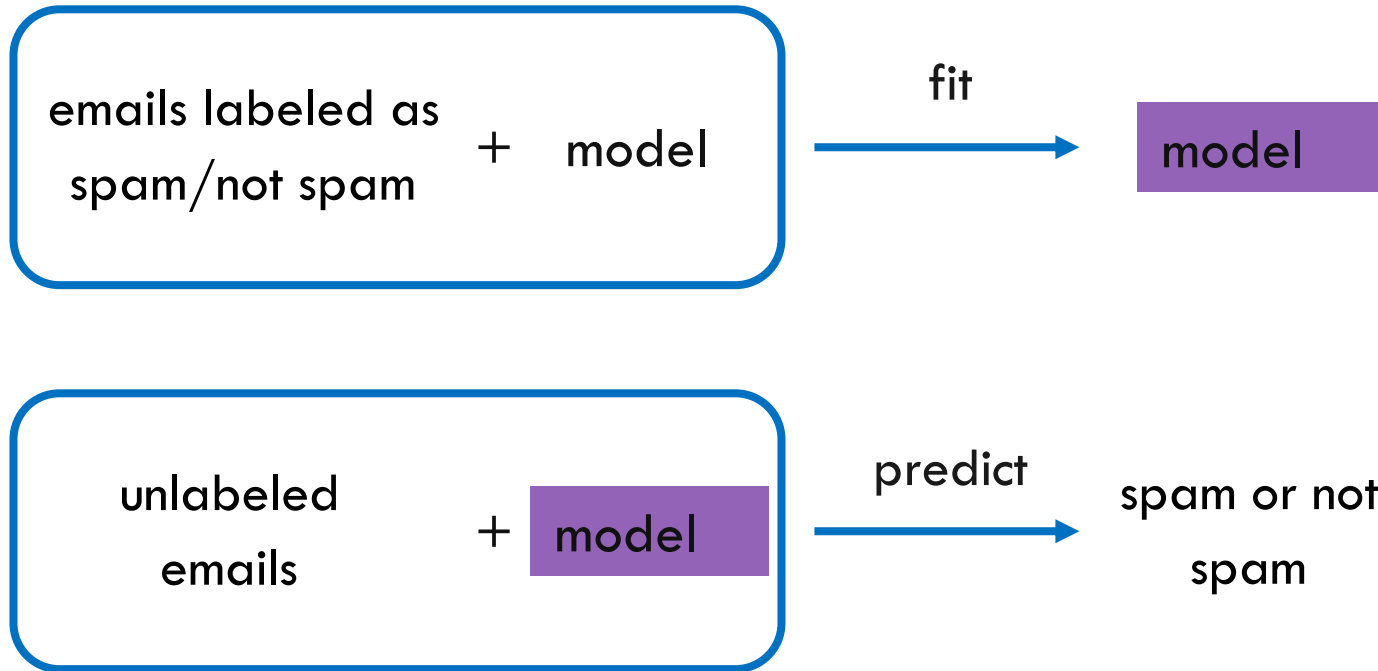 fit
emails labeled as
spam/not spam
+
model
model
predict
unlabeled
emails
+
model
spam or not
spam